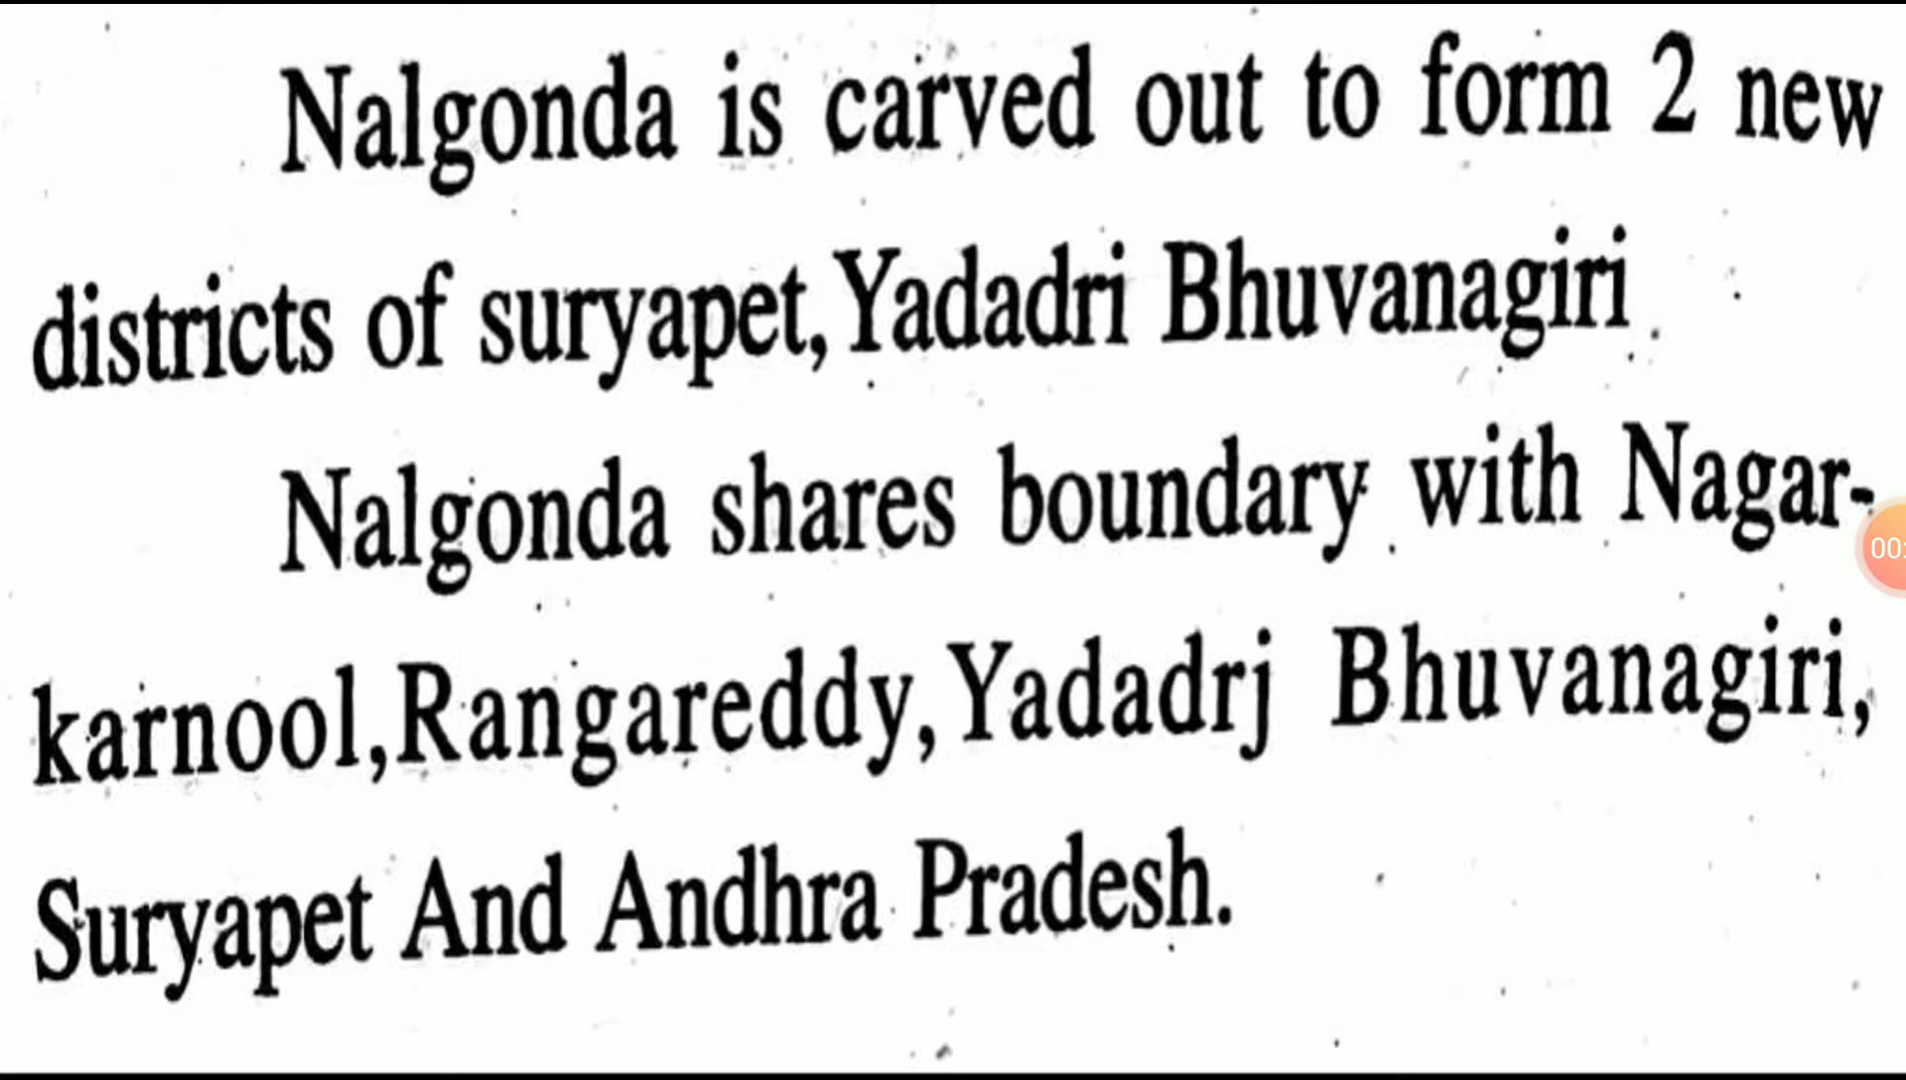 Nalgonda is carved out to form 2 new
districts of suryapet,Yadadri Bhuvanagiri
Nalgonda shares boundary with Nagar-
karnool,Rangareddy,Yadadrj Bhuvanagiri,
Suryapet And Andhra Pradesh.
00: